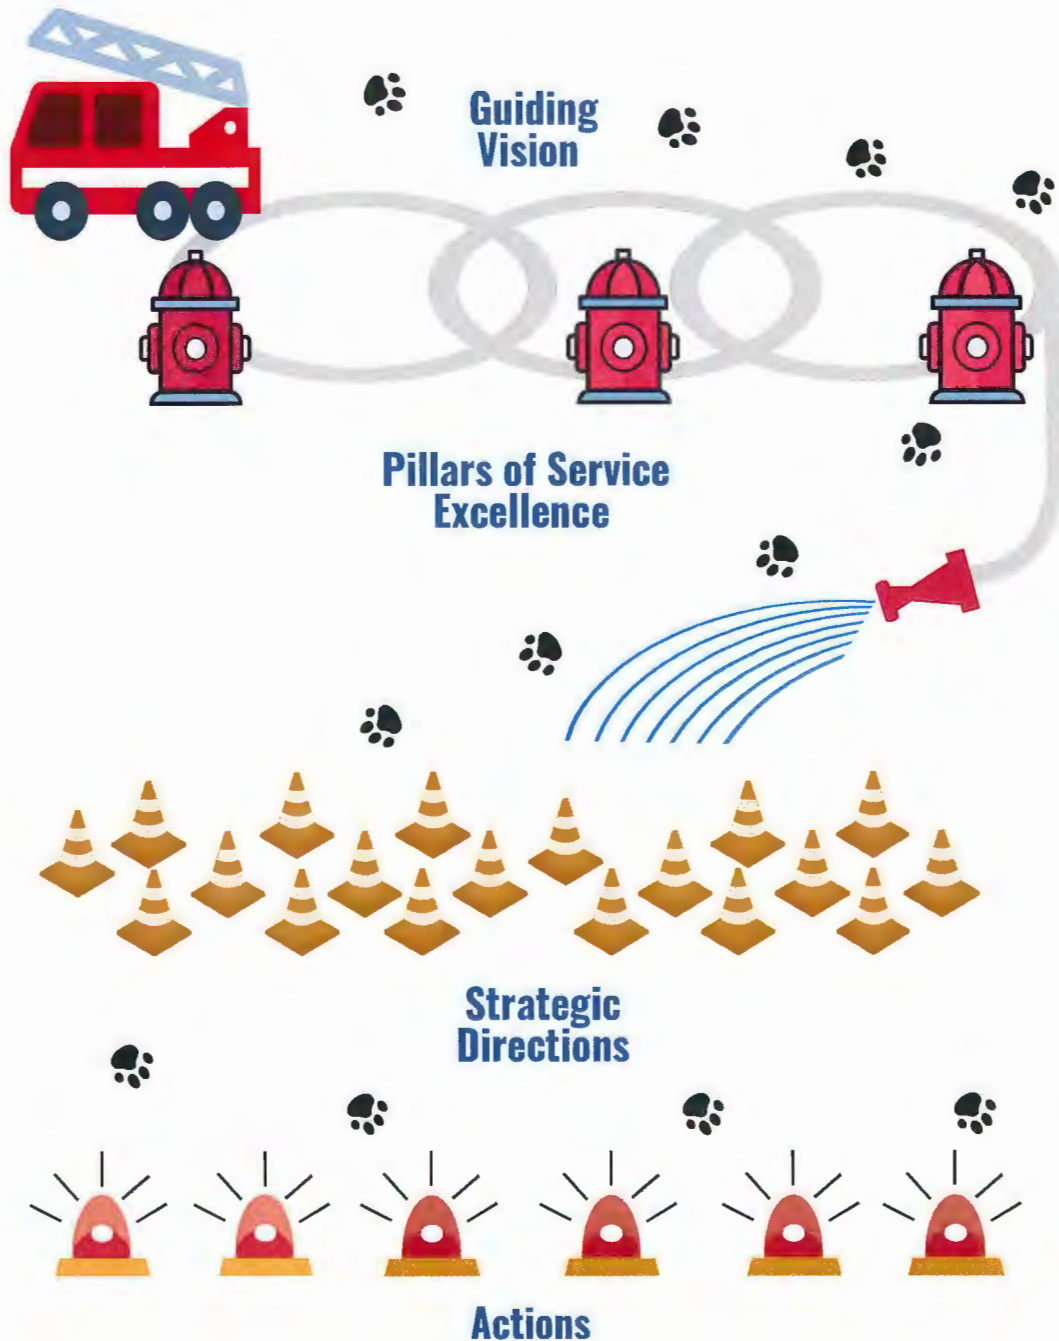 Guiding
Vision
Pillars of Service
Excellence
Strategic
Directions
Actions